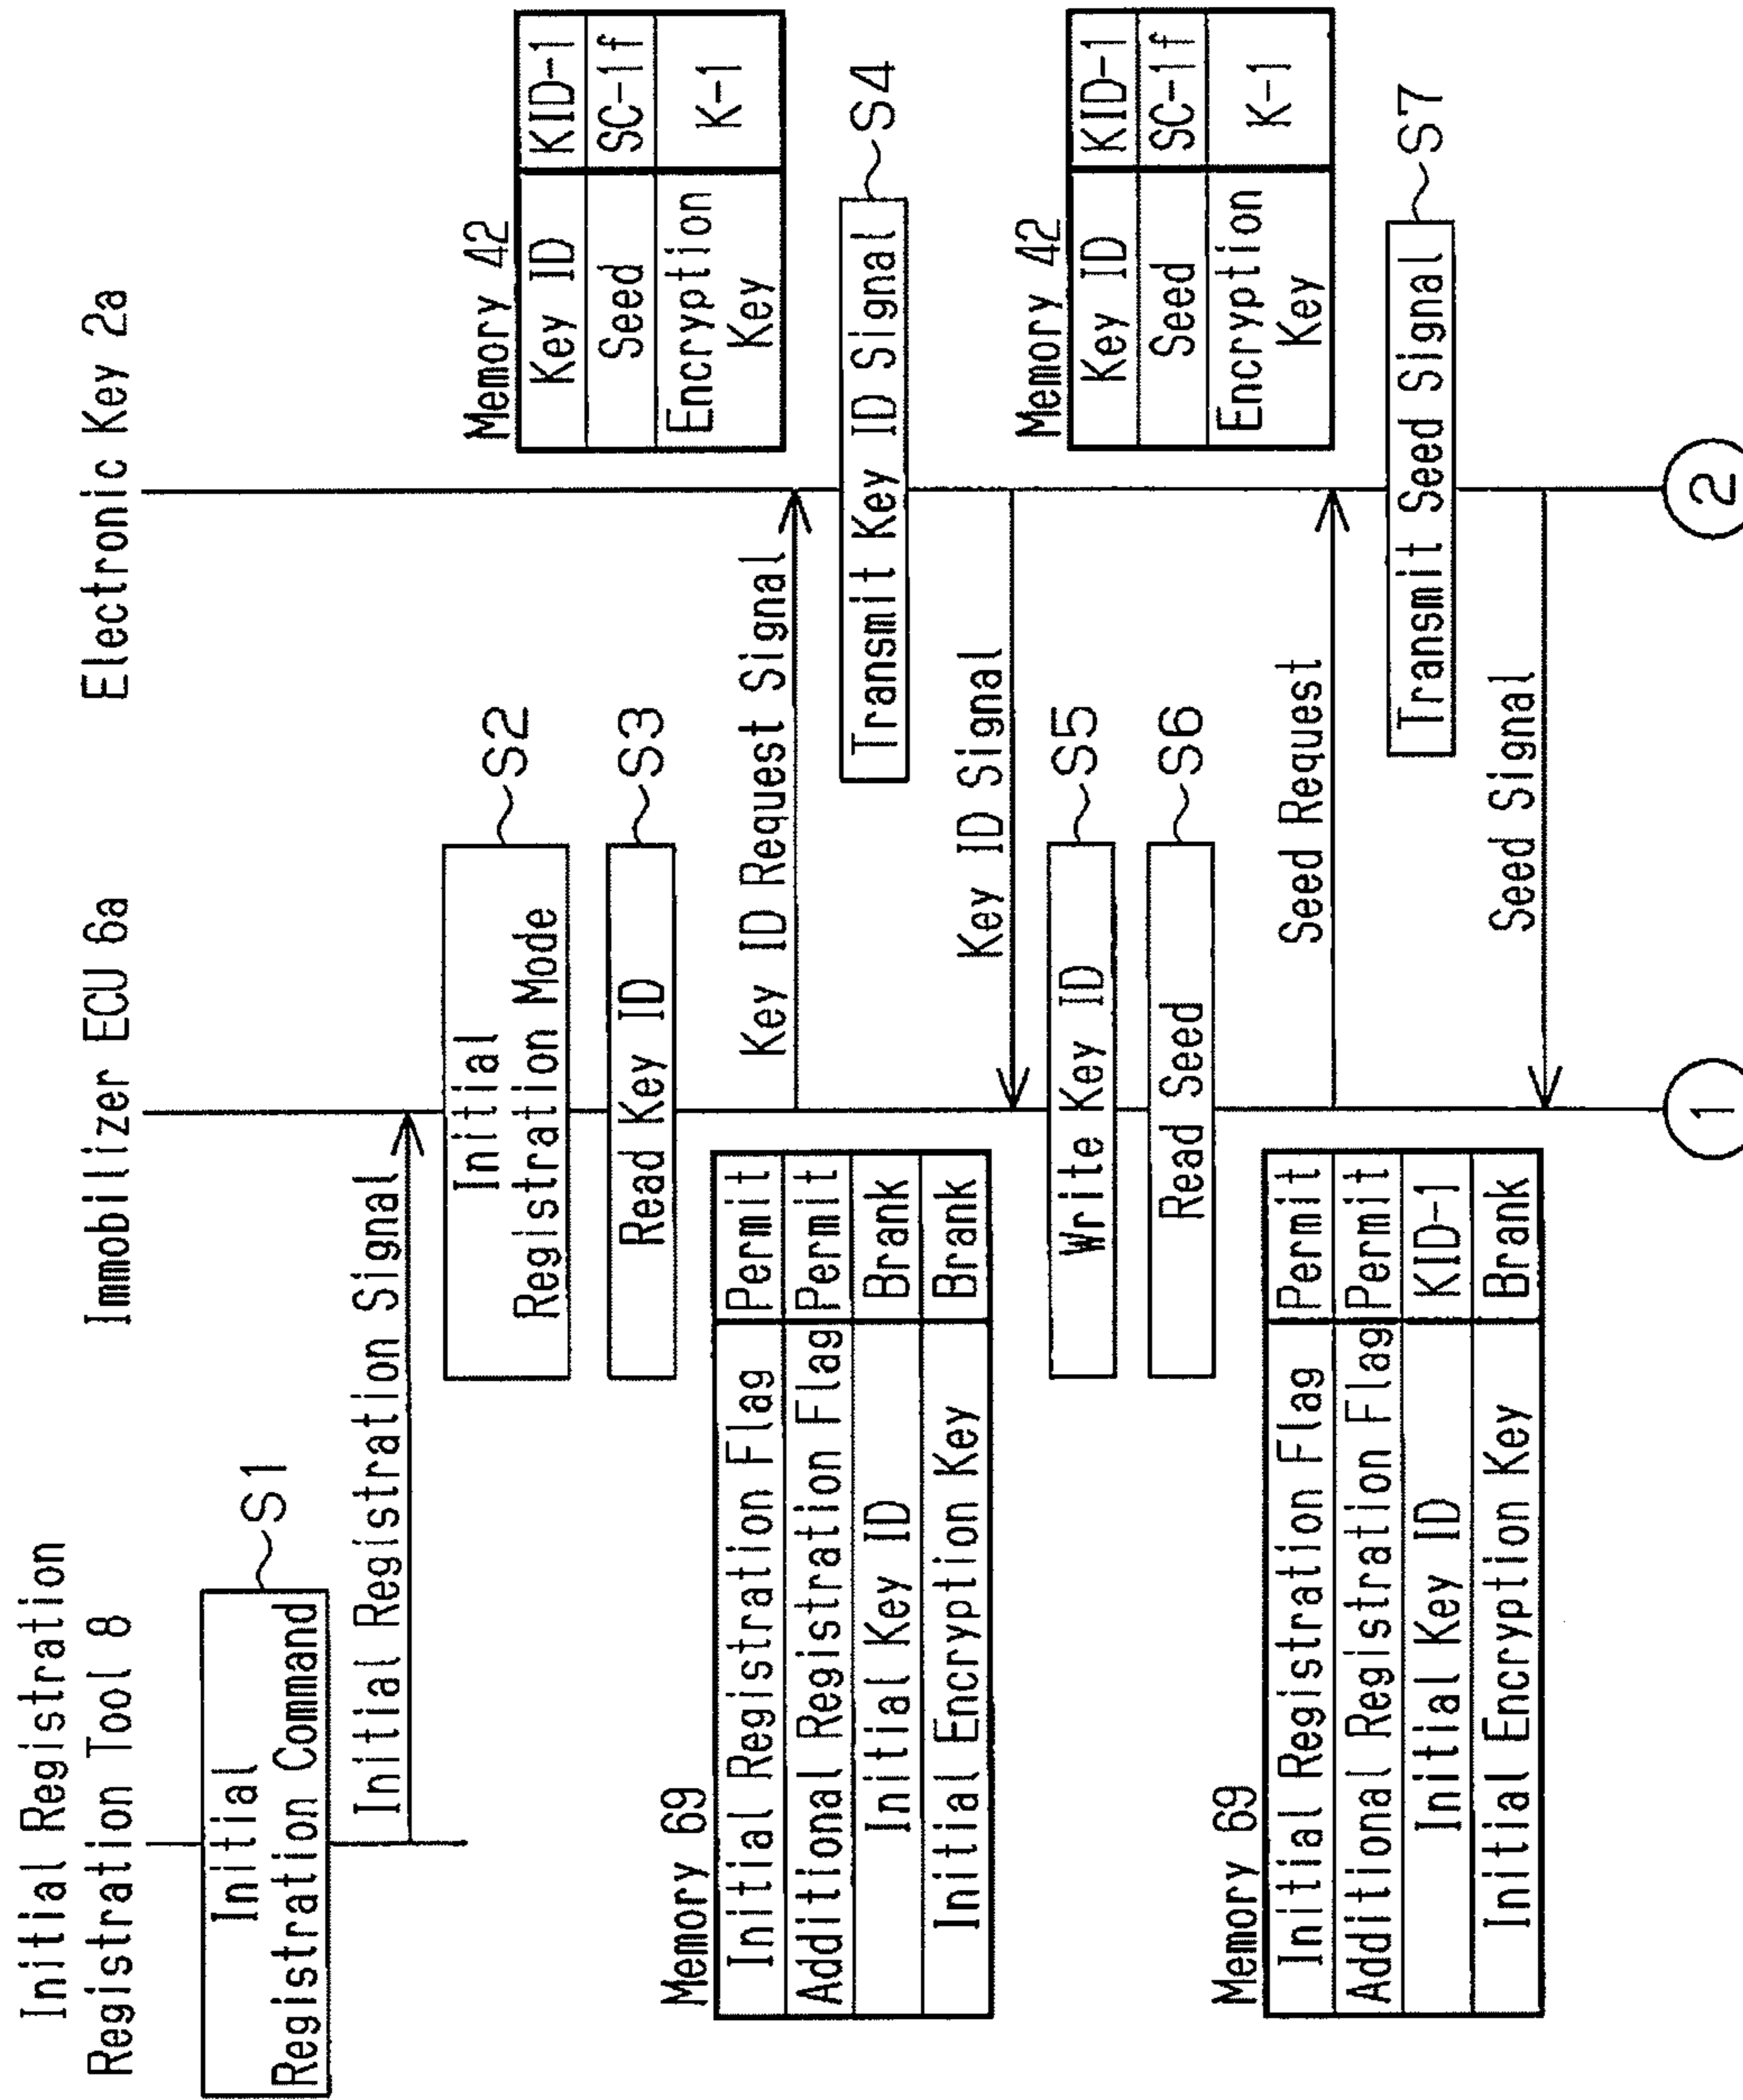 Initial Registration
Registration Tool 8
Immobilizer ECU 6a
Electronic Key 2a
Initial
Registration Command
S1
Initial Registration Signal
Initial
Registration Mode
S2
Read Key ID
S3
Memory 42
Key ID KID-1
Seed SC-1f
Encryption
Key
K-1
Memory 69
Initial Registration Flag Permit
Additional Registration Flag Permit
Initial Key ID Brank
Initial Encryption Key Brank
Key ID Request Signal
Transmit Key ID Signal
S4
Key ID Signal
Write Key ID
S5
Read Seed
S6
Memory 42
Key ID KID-1
Seed SC-1f
Encryption
Key
K-1
Memory 69
Initial Registration Flag Permit
Additional Registration Flag Permit
Initial Key ID KID-1
Initial Encryption Key Brank
Seed Request
Transmit Seed Signal
S7
Seed Signal
1
2